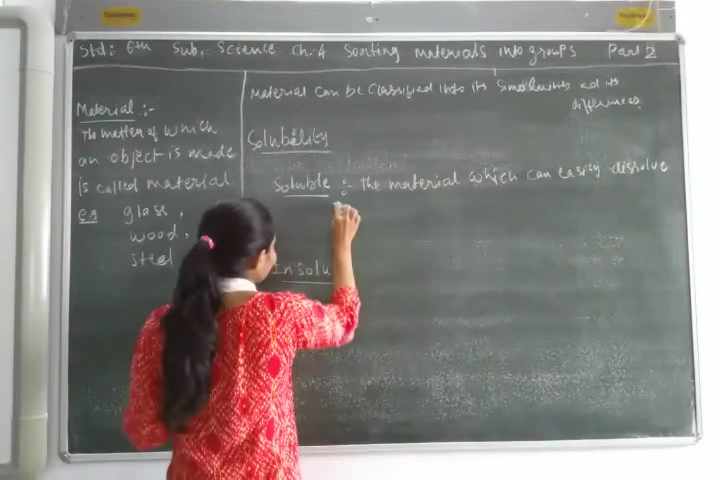 Std: 6th Sub. Science Ch.4 Sorting materials into groups Part 2
Material :-
The matter of which
an object is made
is called material
eg glass,
wood,
steel
Material can be classified into its Similarities ad its
differences
Solubility
Soluble :- The material which can easily dissolve
Insolu